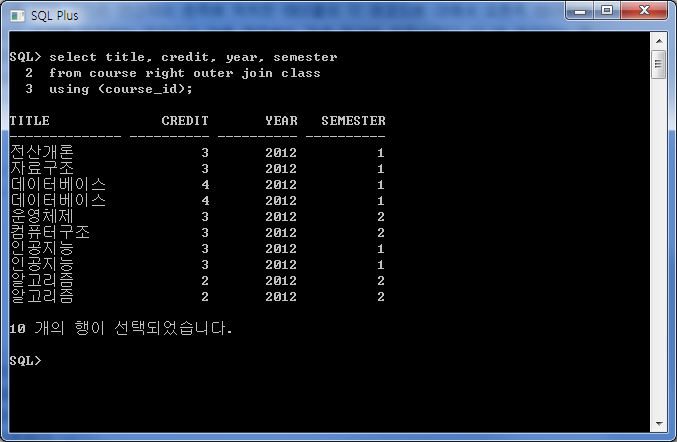 SQL Plus
SQL> select title, credit, year, semester
2 from course right outer join class
3 using (course_id);
TITLE CREDIT YEAR SEMESTER
-------------- ---------- ---------- ----------
전산개론 3 2012 1
자료구조 3 2012 1
데이터베이스 4 2012 1
데이터베이스 4 2012 1
운영체제 3 2012 2
컴퓨터구조 3 2012 2
인공지능 3 2012 1
인공지능 3 2012 1
알고리즘 2 2012 2
알고리즘 2 2012 2
10 개의 행이 선택되었습니다.
SQL>